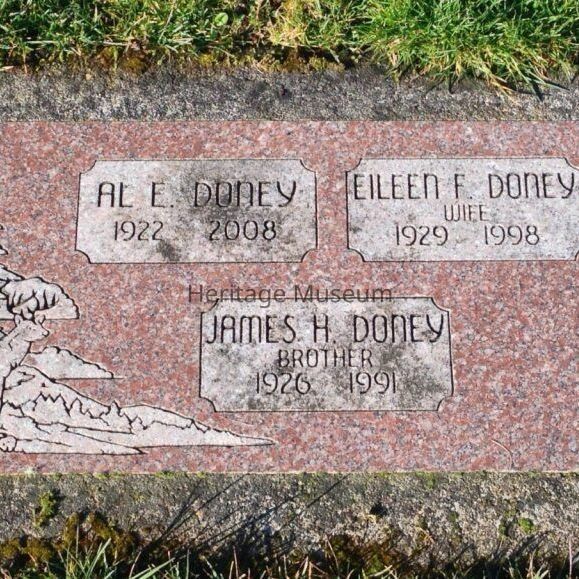 AL E. DONEY
1922 2008
EILEEN F. DONEY
WIFE
1929 1998
Heritage Museum
JAMES H. DONEY
BROTHER
1926 1991